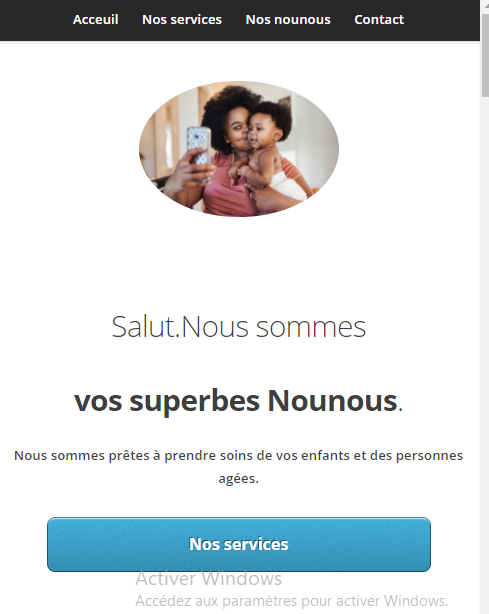 Acceuil Nos services Nos nounous Contact
Salut.Nous sommes
vos superbes Nounous.
Nous sommes prêtes à prendre soins de vos enfants et des personnes
agées.
Nos services
Activer Windows
Accédez aux paramètres pour activer Windows.